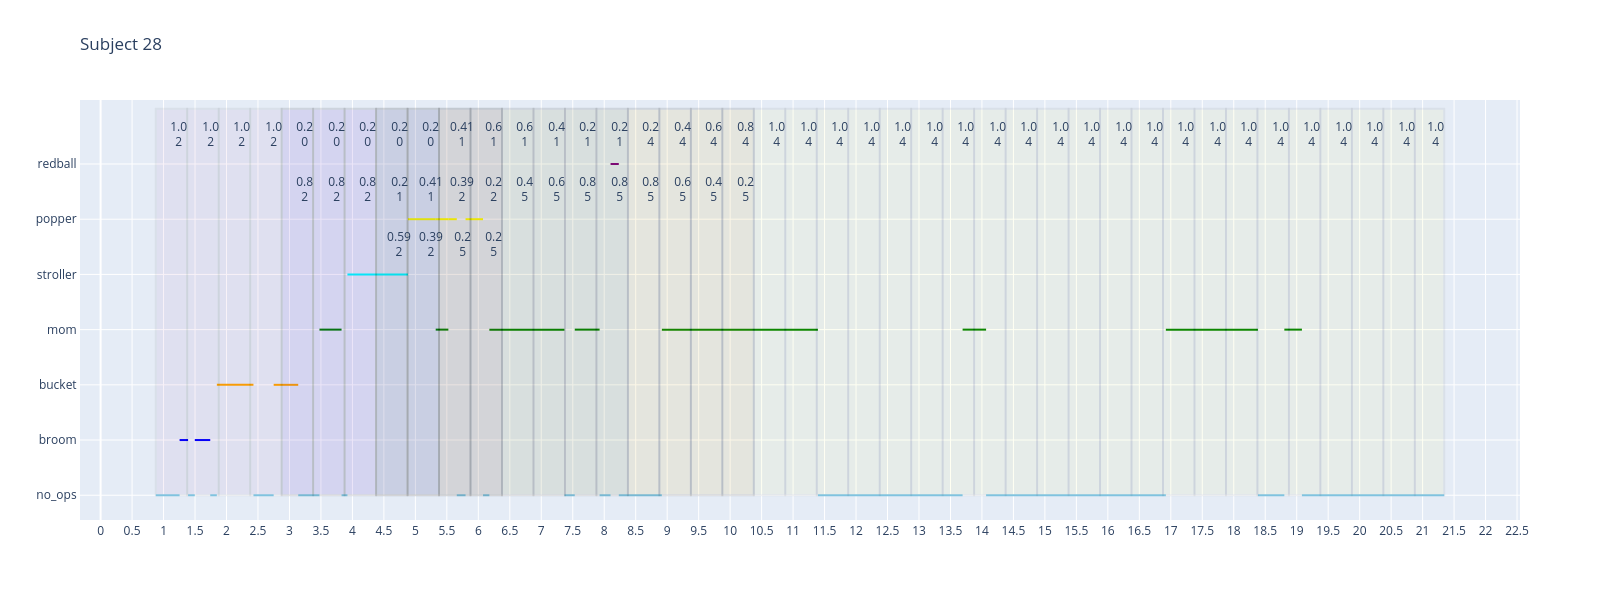 Subject 28
1.0 1.0 1.0 1.0 0.2 0.2 0.2 0.2 0.2 0.41 0.6 0.6 0.4 0.2 0.2 0.2 0.4 0.6 0.8 1.0 1.0 1.0 1.0 1.0 1.0 1.0 1.0 1.0 1.0 1.0 1.0 1.0 1.0 1.0 1.0 1.0 1.0 1.0 1.0 1.0 1.0
2 2 2 2 0 0 0 0 0 1 1 1 1 1 1 4 4 4 4 4 4 4 4 4 4 4 4 4 4 4 4 4 4 4 4 4 4 4 4 4 4
redball
0.8 0.8 0.8 0.2 0.41 0.39 0.2 0.4 0.6 0.8 0.8 0.8 0.6 0.4 0.2
2 2 2 1 1 2 2 5 5 5 5 5 5 5 5
popper
0.59 0.39 0.2 0.2
2 2 5 5
stroller
mom
bucket
broom
no_ops
0 0.5 1 1.5 2 2.5 3 3.5 4 4.5 5 5.5 6 6.5 7 7.5 8 8.5 9 9.5 10 10.5 11 11.5 12 12.5 13 13.5 14 14.5 15 15.5 16 16.5 17 17.5 18 18.5 19 19.5 20 20.5 21 21.5 22 22.5